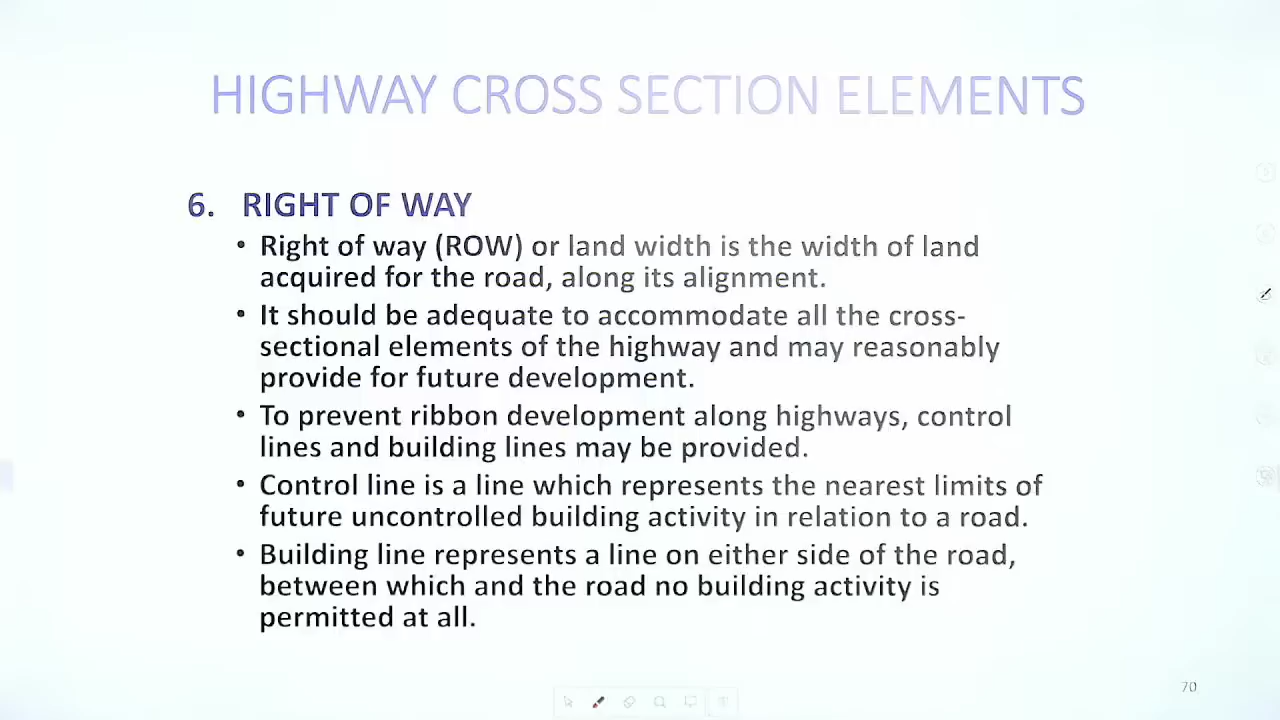 HIGHWAY CROSS SECTION ELEMENTS
6. RIGHT OF WAY
• Right of way (ROW) or land width is the width of land
acquired for the road, along its alignment.
• It should be adequate to accommodate all the cross-
sectional elements of the highway and may reasonably
provide for future development.
• To prevent ribbon development along highways, control
lines and building lines may be provided.
• Control line is a line which represents the nearest limits of
future uncontrolled building activity in relation to a road.
• Building line represents a line on either side of the road,
between which and the road no building activity is
permitted at all.
70